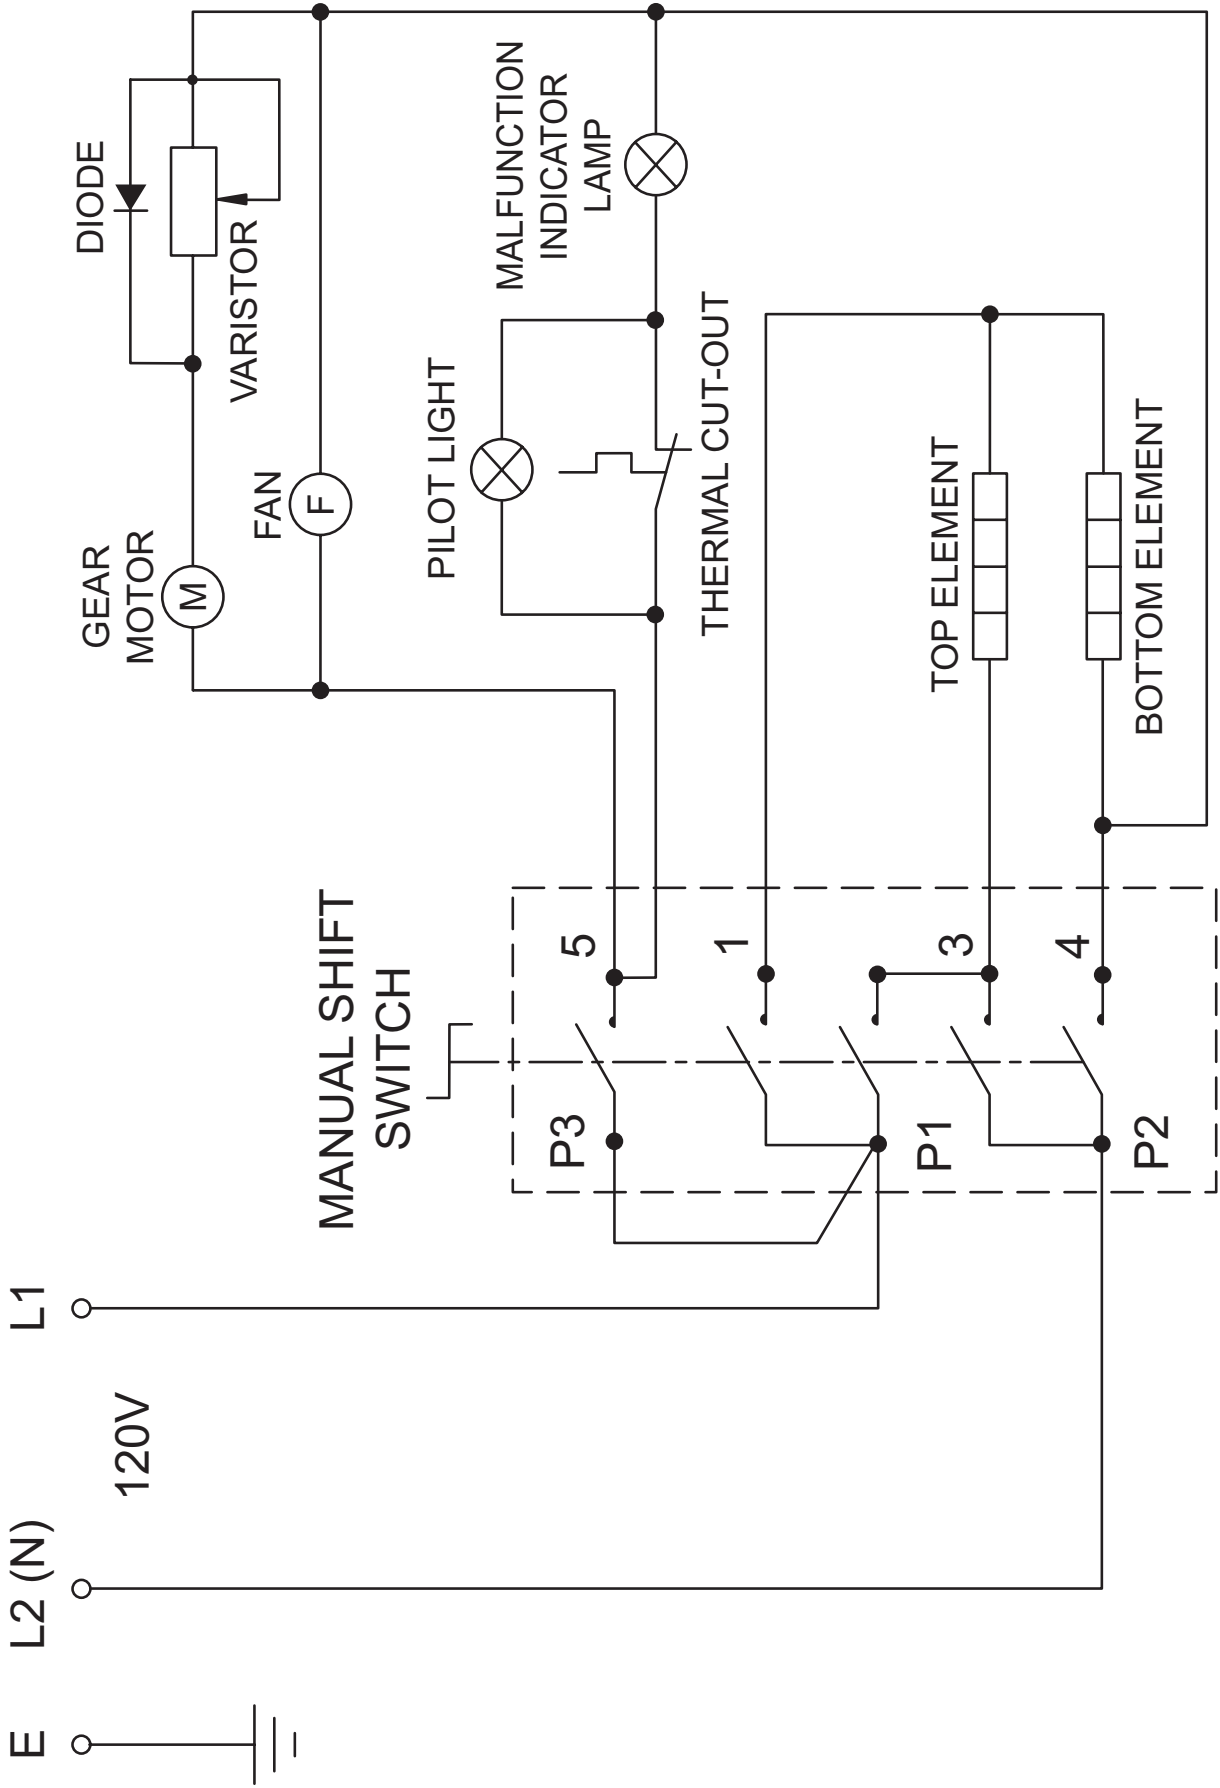 E
L2 (N)
120V
L1
MANUAL SHIFT
SWITCH
P3
P1
P2
5
1
3
4
GEAR
MOTOR
M
FAN
F
DIODE
VARISTOR
PILOT LIGHT
MALFUNCTION
INDICATOR
LAMP
THERMAL CUT-OUT
TOP ELEMENT
BOTTOM ELEMENT